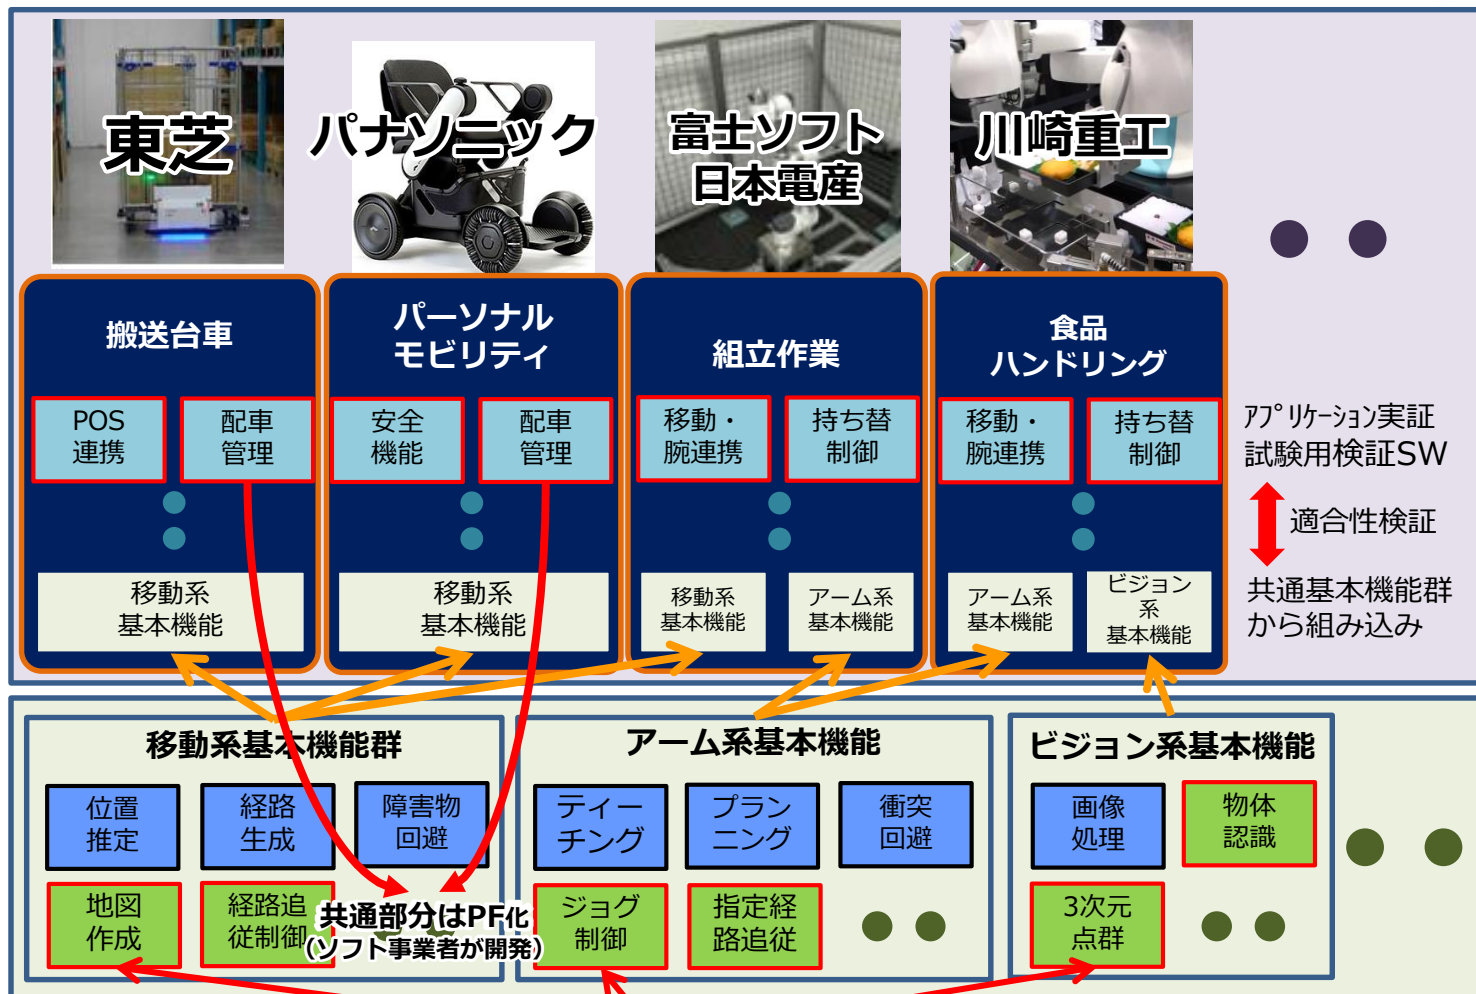 東芝
パナソニック
富士ソフト
日本電産
川崎重工
搬送台車
パーソナル
モビリティ
組立作業
食品
ハンドリング
POS
連携
配車
管理
安全
機能
配車
管理
移動・
腕連携
持ち替
制御
移動・
腕連携
持ち替
制御
ｱﾌﾟﾘｹｰｼｮﾝ実証
試験用検証SW
適合性検証
共通基本機能群
から組み込み
移動系
基本機能
移動系
基本機能
移動系
基本機能
アーム系
基本機能
アーム系
基本機能
ビジョン
系
基本機能
移動系基本機能群
位置
推定
経路
生成
障害物
回避
地図
作成
経路追
従制御
共通部分はPF化
（ソフト事業者が開発）
アーム系基本機能
ティー
チング
プラン
ニング
衝突
回避
ジョグ
制御
指定経
路追従
ビジョン系基本機能
画像
処理
物体
認識
3次元
点群